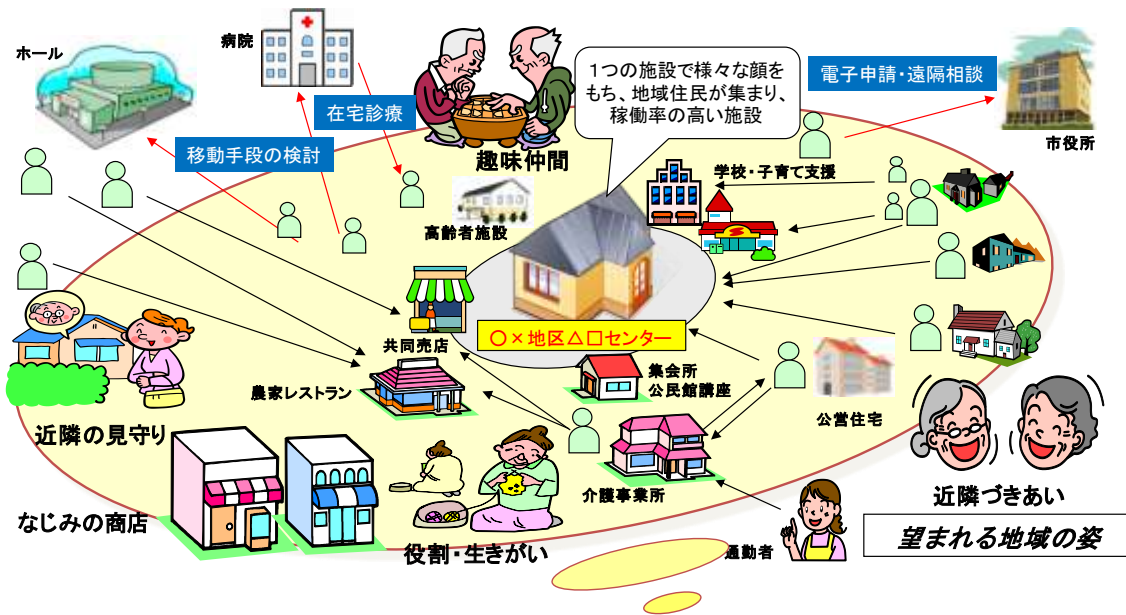 ホール
病院
1つの施設で様々な顔を
もち、地域住民が集まり、
稼働率の高い施設
電子申請・遠隔相談
在宅診療
市役所
移動手段の検討
趣味仲間
学校・子育て支援
高齢者施設
〇×地区△□センター
共同売店
集会所
公民館講座
農家レストラン
公営住宅
近隣の見守り
介護事業所
近隣づきあい
なじみの商店
役割・生きがい
通勤者
望まれる地域の姿